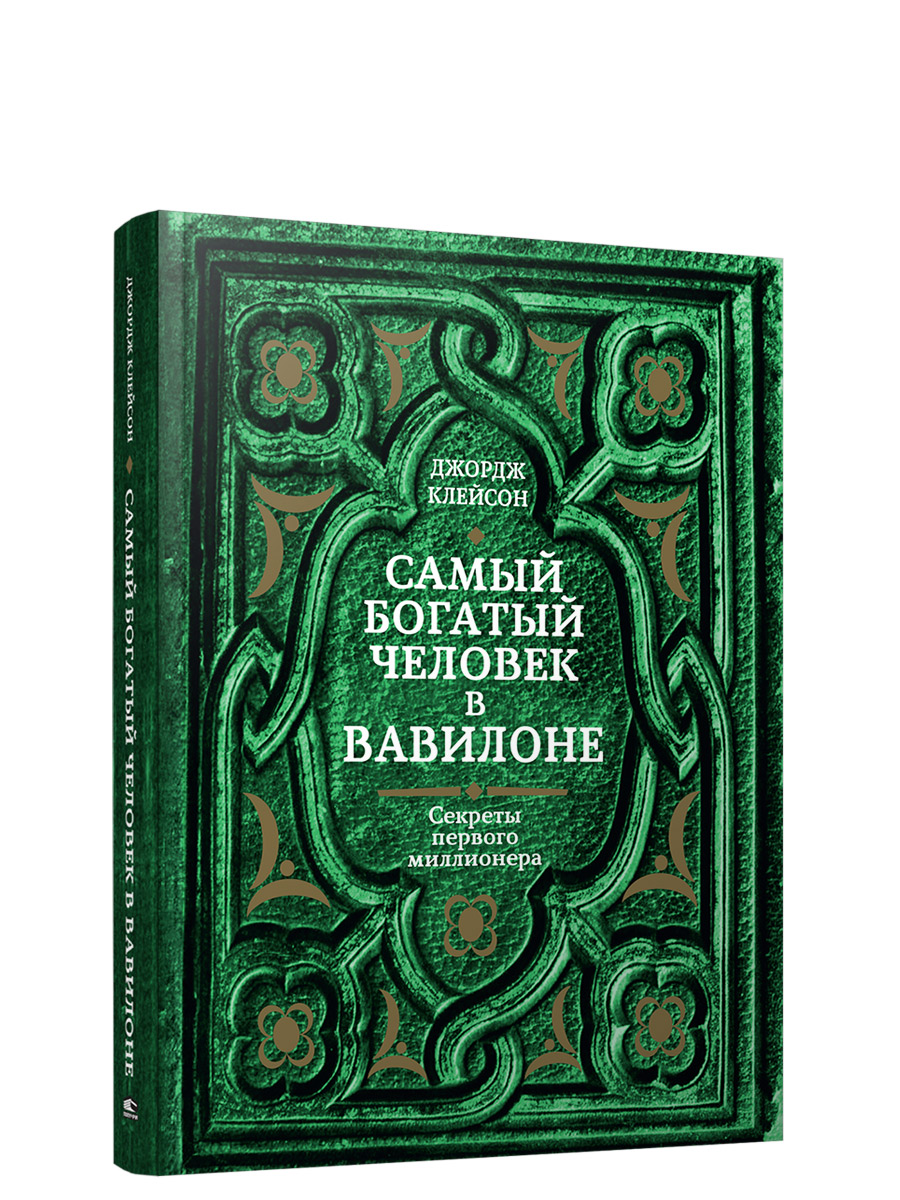 ДЖОРДЖ
КЛЕЙСОН
САМЫЙ
БОГАТЫЙ
ЧЕЛОВЕК
В
ВАВИЛОНЕ
Секреты
первого
миллионера
ДЖОРДЖ КЛЕЙСОН САМЫЙ БОГАТЫЙ ЧЕЛОВЕК В ВАВИЛОНЕ